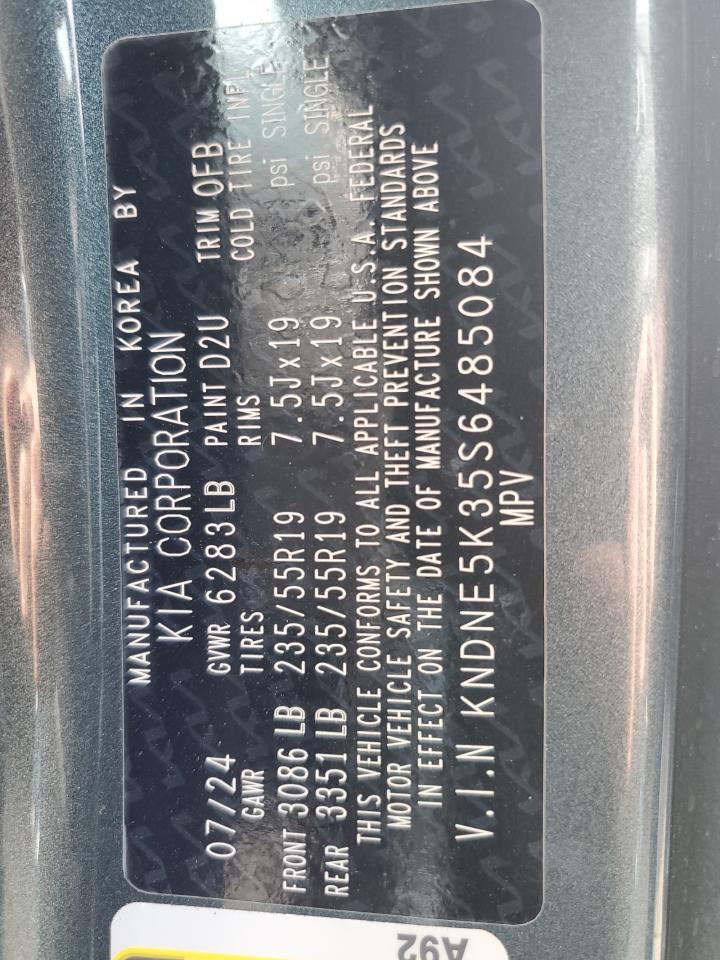 MANUFACTURED IN KOREA BY
KIA CORPORATION
07/24 GVWR 6283LB PAINT D2U TRIM OFB
GAWR TIRES RIMS COLD TIRE INFL
FRONT 3086LB 235/55R19 7.5Jx19 psi SINGLE
REAR 3351LB 235/55R19 7.5Jx19 psi SINGLE
THIS VEHICLE CONFORMS TO ALL APPLICABLE U.S.A. FEDERAL
MOTOR VEHICLE SAFETY AND THEFT PREVENTION STANDARDS
IN EFFECT ON THE DATE OF MANUFACTURE SHOWN ABOVE
V.I.N KNDNE5K35S6485084
MPV
A92